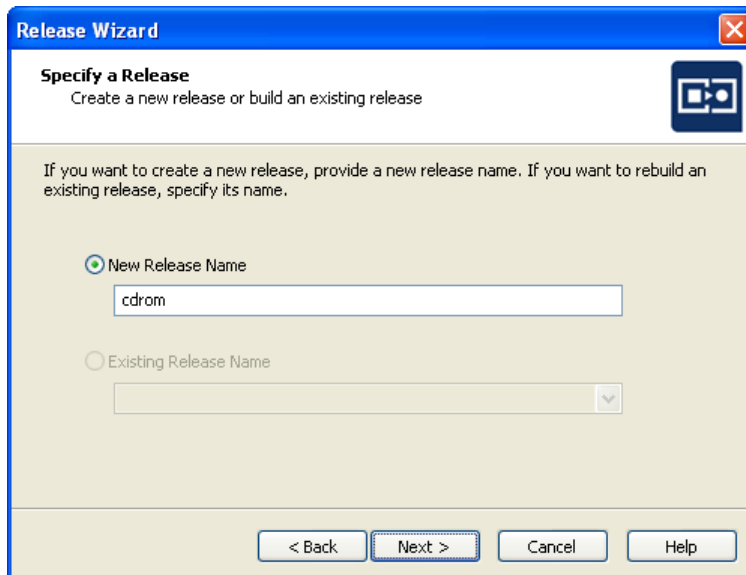 Release Wizard
Specify a Release
Create a new release or build an existing release
If you want to create a new release, provide a new release name. If you want to rebuild an
existing release, specify its name.
New Release Name
cdrom
Existing Release Name
< Back Next > Cancel Help